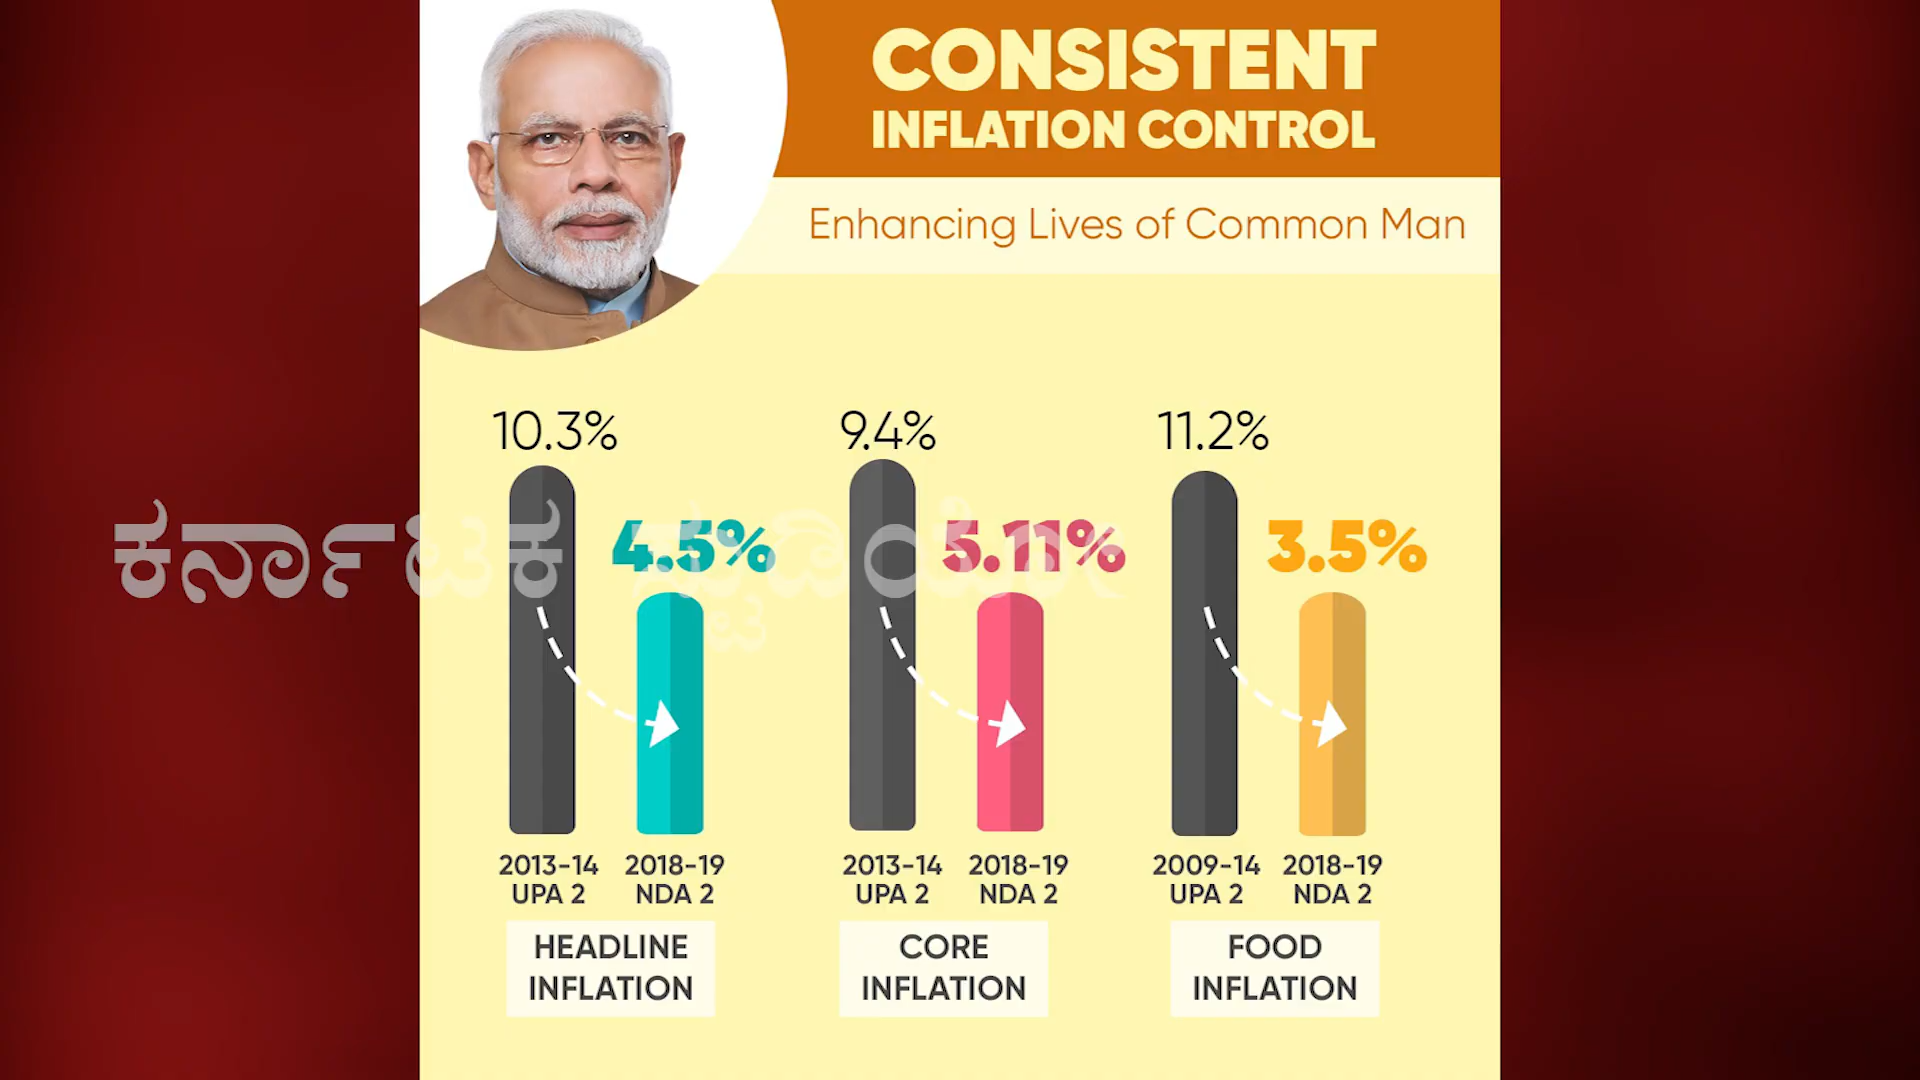 CONSISTENT
INFLATION CONTROL
Enhancing Lives of Common Man
10.3%
9.4%
11.2%
ಕರ್ನಾಟಕ ಸ್ಟುಡಿಯೋ
4.5%
5.11%
3.5%
2013-14 2018-19
UPA 2 NDA 2
2013-14 2018-19
UPA 2 NDA 2
2009-14 2018-19
UPA 2 NDA 2
HEADLINE
INFLATION
CORE
INFLATION
FOOD
INFLATION